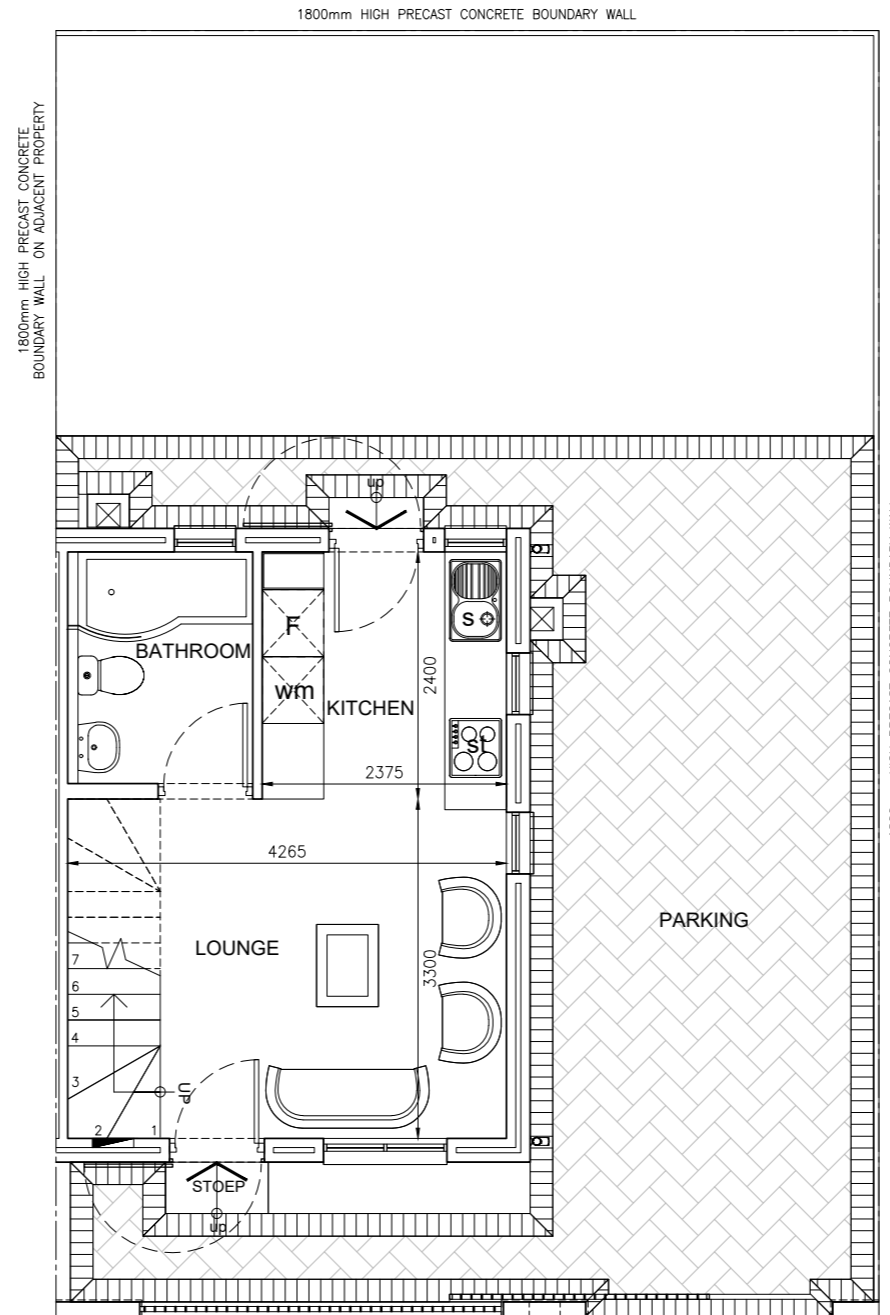 1800mm HIGH PRECAST CONCRETE BOUNDARY WALL
1800mm HIGH PRECAST CONCRETE
BOUNDARY WALL ON ADJACENT PROPERTY
up
S
F
BATHROOM
wm
KITCHEN
2400
st
2375
4265
PARKING
LOUNGE
3300
7
6
5
4
3
UP
2
1
STOEP
up